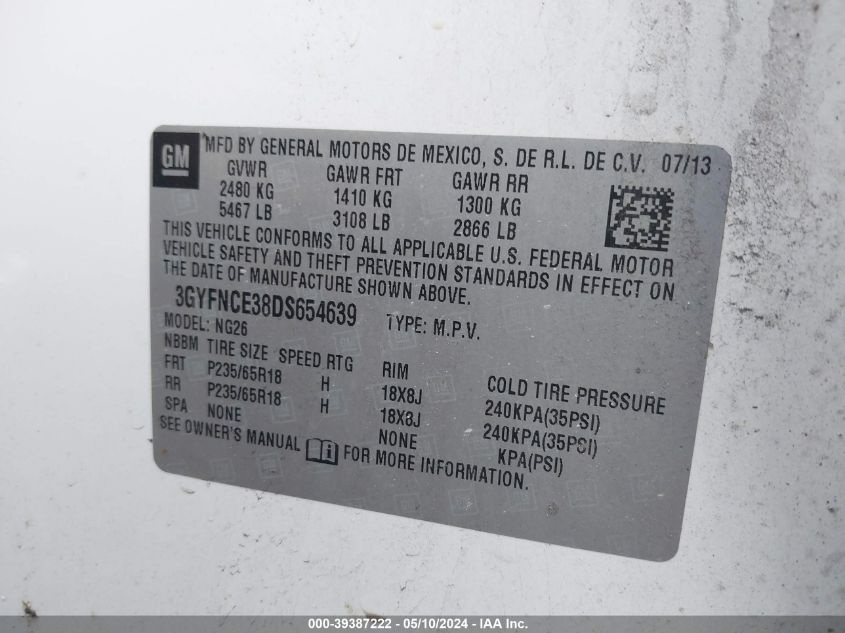 GM
MFD BY GENERAL MOTORS DE MEXICO, S. DE R.L. DE C.V. 07/13
GVWR GAWR FRT GAWR RR
2480 KG 1410 KG 1300 KG
5467 LB 3108 LB 2866 LB
THIS VEHICLE CONFORMS TO ALL APPLICABLE U.S. FEDERAL MOTOR
VEHICLE SAFETY AND THEFT PREVENTION STANDARDS IN EFFECT ON
THE DATE OF MANUFACTURE SHOWN ABOVE.
3GYFNCE38DS654639 TYPE: M.P.V.
MODEL: NG26
NBBM TIRE SIZE SPEED RTG RIM COLD TIRE PRESSURE
FRT P235/65R18 H 18X8J 240KPA(35PSI)
RR P235/65R18 H 18X8J 240KPA(35PSI)
SPA NONE NONE KPA(PSI)
SEE OWNER'S MANUAL FOR MORE INFORMATION.
000-39387222 - 05/10/2024 - IAA Inc.